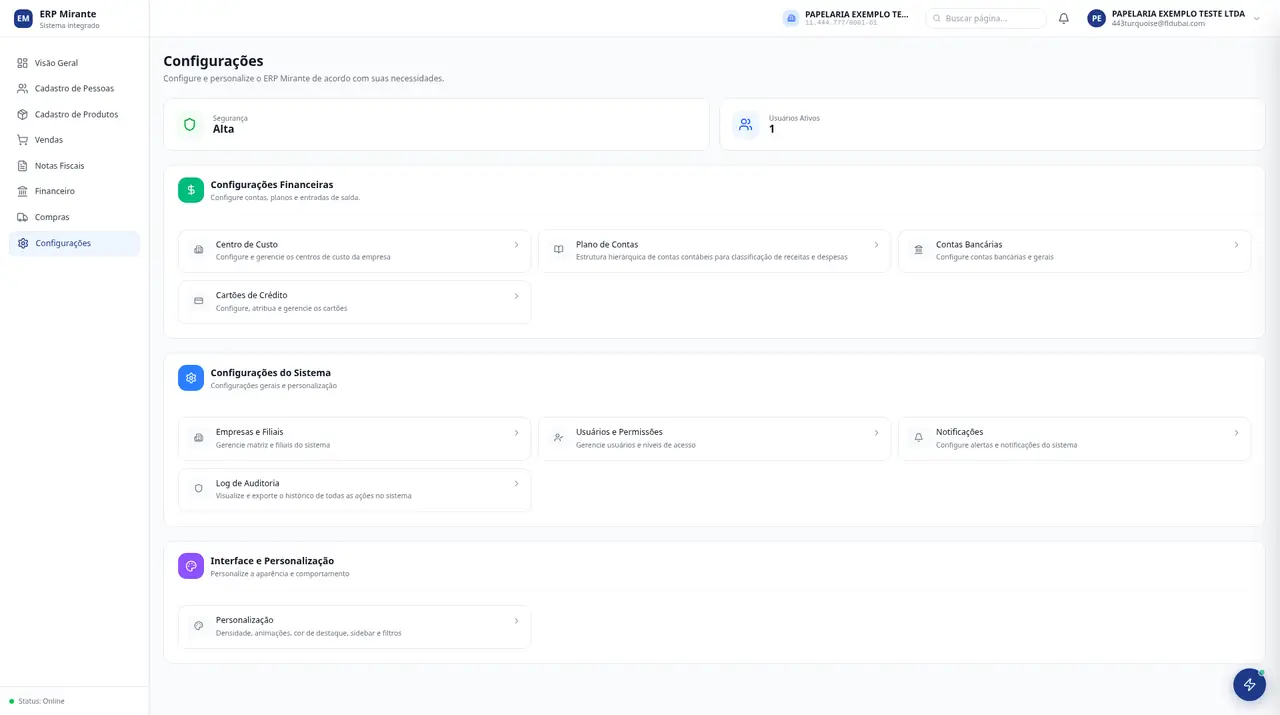 EM
ERP Mirante
Sistema integrado
PAPELARIA EXEMPLO TE...
11.444.777/0001-61
Buscar página...
PE
PAPELARIA EXEMPLO TESTE LTDA
443turquoise@fldubai.com
Visão Geral
Cadastro de Pessoas
Cadastro de Produtos
Vendas
Notas Fiscais
Financeiro
Compras
Configurações
Status: Online
Configurações
Configure e personalize o ERP Mirante de acordo com suas necessidades.
Segurança
Alta
Usuários Ativos
1
Configurações Financeiras
Configure contas, planos e entradas de saída.
Centro de Custo
Configure e gerencie os centros de custo da empresa
Plano de Contas
Estrutura hierárquica de contas contábeis para classificação de receitas e despesas
Contas Bancárias
Configure contas bancárias e gerais
Cartões de Crédito
Configure, atribua e gerencie os cartões
Configurações do Sistema
Configurações gerais e personalização
Empresas e Filiais
Gerencie matriz e filiais do sistema
Usuários e Permissões
Gerencie usuários e níveis de acesso
Notificações
Configure alertas e notificações do sistema
Log de Auditoria
Visualize e exporte o histórico de todas as ações no sistema
Interface e Personalização
Personalize a aparência e comportamento
Personalização
Densidade, animações, cor de destaque, sidebar e filtros